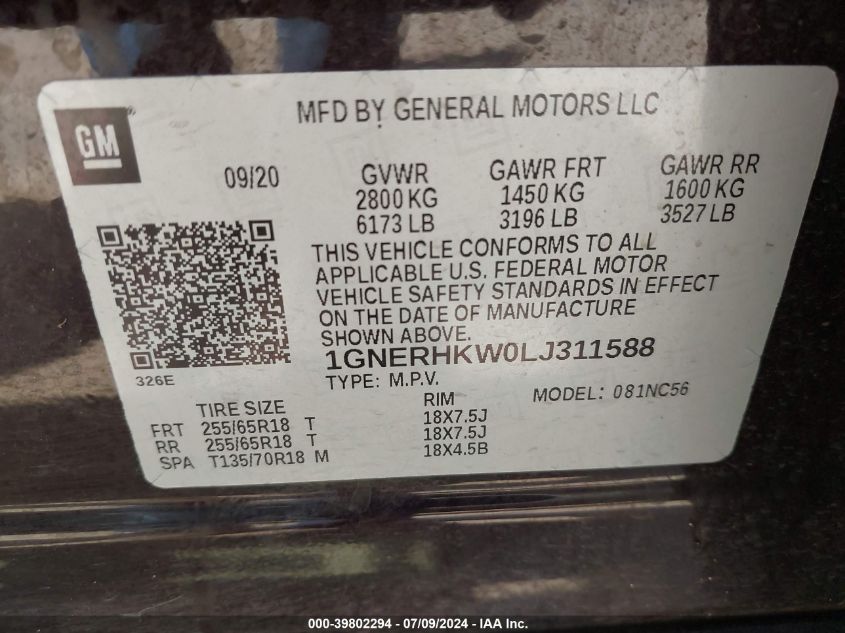 GM
MFD BY GENERAL MOTORS LLC
09/20
GVWR GAWR FRT GAWR RR
2800 KG 1450 KG 1600 KG
6173 LB 3196 LB 3527 LB
THIS VEHICLE CONFORMS TO ALL
APPLICABLE U.S. FEDERAL MOTOR
VEHICLE SAFETY STANDARDS IN EFFECT
ON THE DATE OF MANUFACTURE
SHOWN ABOVE.
1GNERHKW0LJ311588
326E
TYPE: M.P.V. MODEL: 081NC56
TIRE SIZE RIM
FRT 255/65R18 T 18X7.5J
RR 255/65R18 T 18X7.5J
SPA T135/70R18 M 18X4.5B
000-39802294 - 07/09/2024 - IAA Inc.